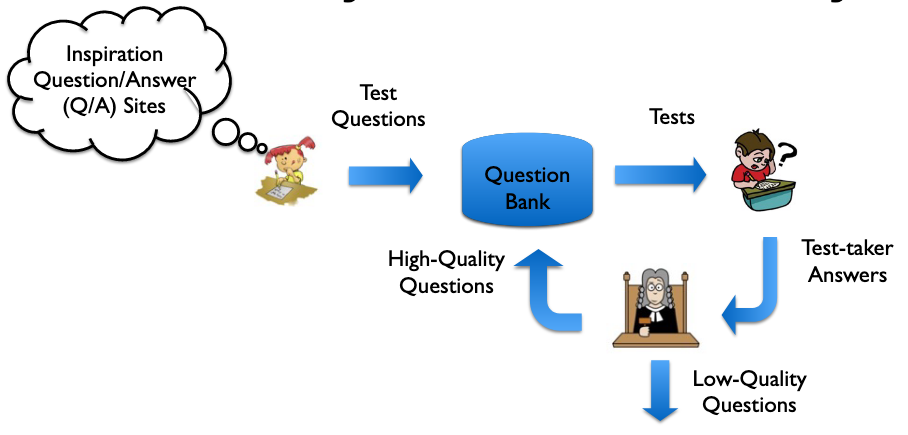 Inspiration
Question/Answer
(Q/A) Sites
Test
Questions
Tests
Question
Bank
?
High-Quality
Questions
Test-taker
Answers
Low-Quality
Questions